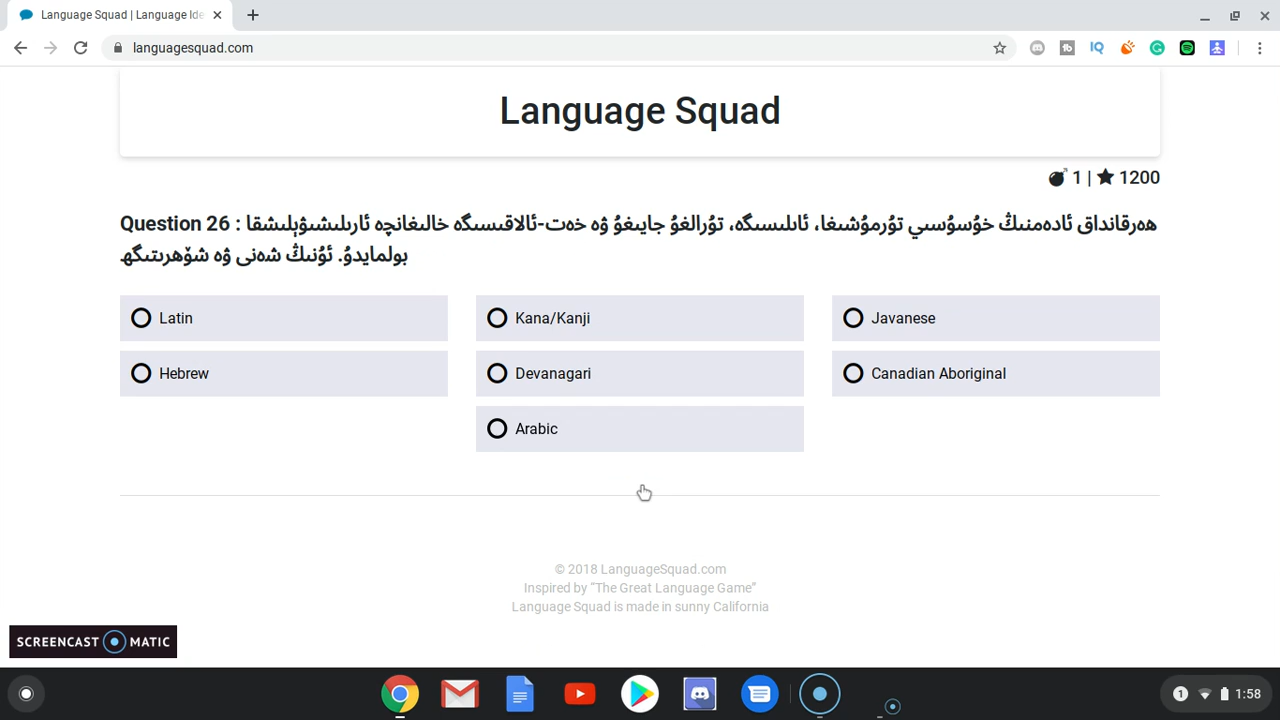 Language Squad | Language Ide
languagesquad.com
Language Squad
1 | 1200
Question 26 : ھەرقانداق ئادەمنىڭ خۇسۇسىي تۇرمۇشىغا، ئائىلىسىگە، تۇرالغۇ جايىغۇ ۋە خەت-ئالاقىسىگە خالىغانچە ئارىلىشىۋېلىشقا
بولمايدۇ. ئۇنىڭ شەنى ۋە شۆھرىتىگھ
Latin
Kana/Kanji
Javanese
Hebrew
Devanagari
Canadian Aboriginal
Arabic
© 2018 LanguageSquad.com
Inspired by “The Great Language Game”
Language Squad is made in sunny California
SCREENCAST MATIC
1 1:58